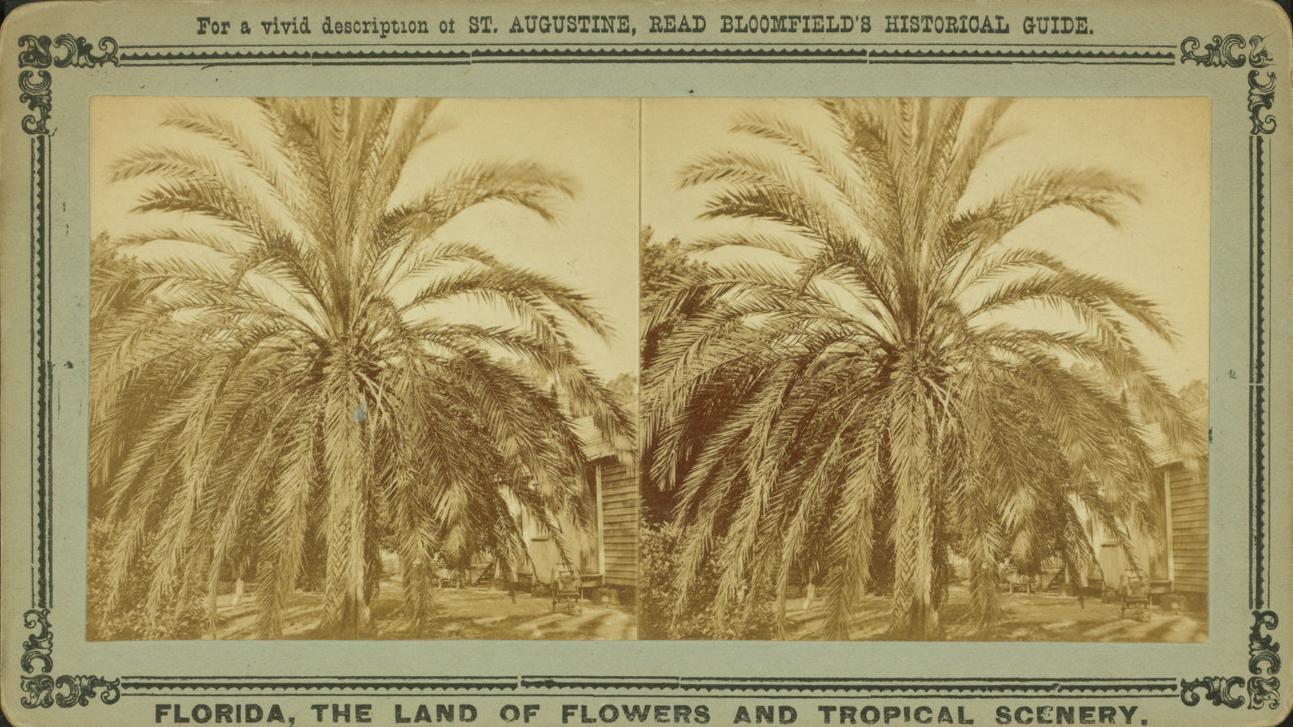 For a vivid description of ST. AUGUSTINE, READ BLOOMFIELD'S HISTORICAL GUIDE.
FLORIDA, THE LAND OF FLOWERS AND TROPICAL SCENERY.